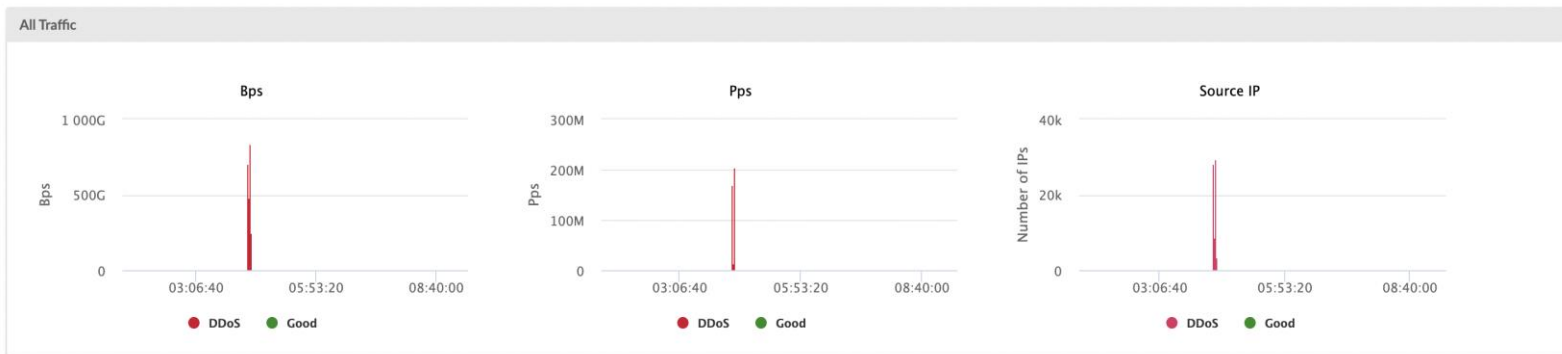 All Traffic
Bps
1 000G
500G
0
Bps
03:06:40 05:53:20 08:40:00
DDoS Good
Pps
300M
200M
100M
0
Pps
03:06:40 05:53:20 08:40:00
DDoS Good
Source IP
40k
20k
0
Number of IPs
03:06:40 05:53:20 08:40:00
DDoS Good